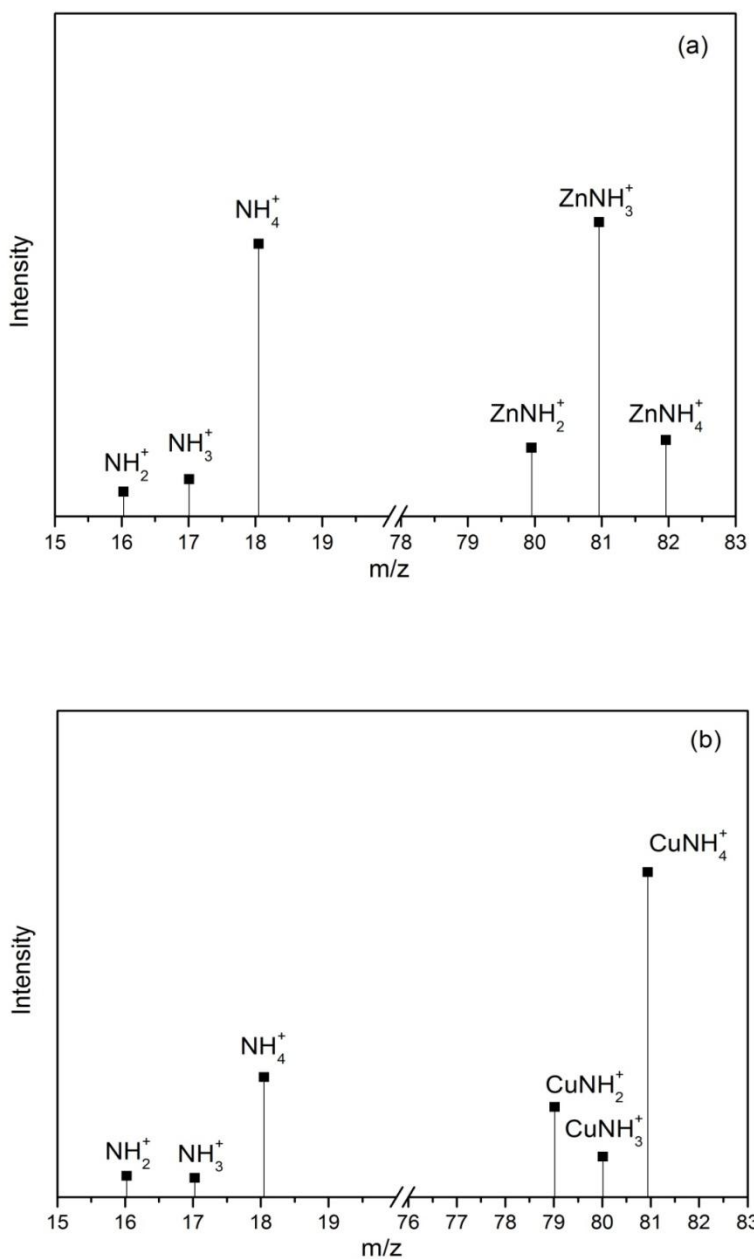 (a)
Intensity
NH₂⁺
NH₃⁺
NH₄⁺
ZnNH₂⁺
ZnNH₃⁺
ZnNH₄⁺
15 16 17 18 19 78 79 80 81 82 83
m/z
(b)
Intensity
NH₂⁺
NH₃⁺
NH₄⁺
CuNH₂⁺
CuNH₃⁺
CuNH₄⁺
15 16 17 18 19 20 76 77 78 79 80 81 82 83
m/z